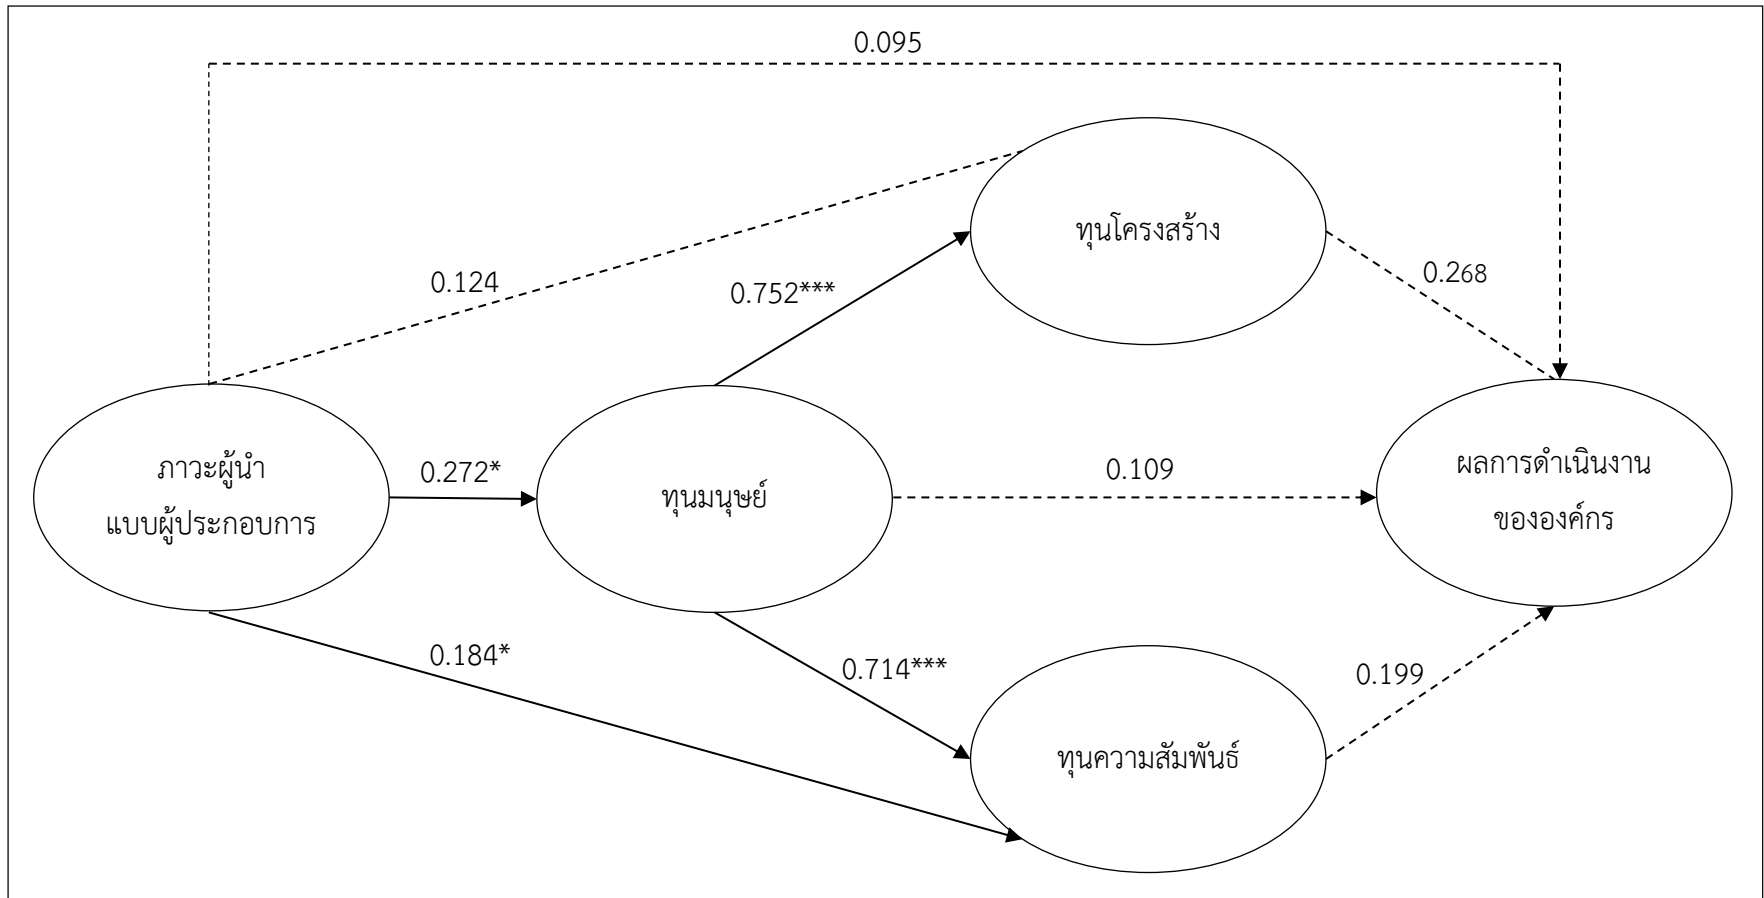 0.095
ทุนโครงสร้าง
0.124
0.752***
0.268
ภาวะผู้นำ
แบบผู้ประกอบการ
0.272*
ทุนมนุษย์
0.109
ผลการดำเนินงาน
ขององค์กร
0.184*
0.714***
0.199
ทุนความสัมพันธ์